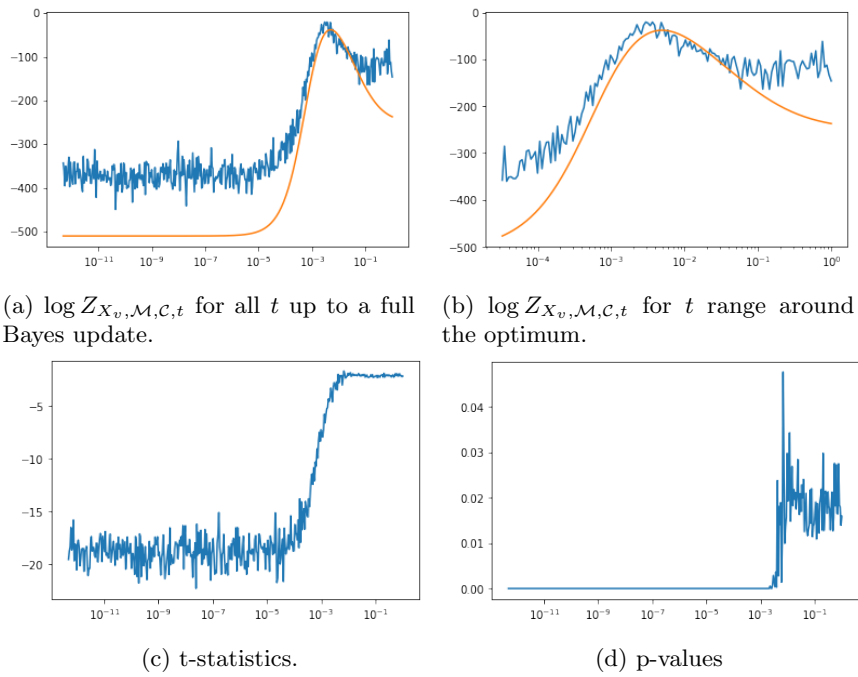 0
−100
−200
−300
−400
−500
10⁻¹¹ 10⁻⁹ 10⁻⁷ 10⁻⁵ 10⁻³ 10⁻¹
0
−100
−200
−300
−400
−500
10⁻⁴ 10⁻³ 10⁻² 10⁻¹ 10⁰
(a) log Z_{X_v,ℳ,𝒞,t} for all t up to a full
Bayes update.
(b) log Z_{X_v,ℳ,𝒞,t} for t range around
the optimum.
−5
−10
−15
−20
10⁻¹¹ 10⁻⁹ 10⁻⁷ 10⁻⁵ 10⁻³ 10⁻¹
0.04
0.03
0.02
0.01
0.00
10⁻¹¹ 10⁻⁹ 10⁻⁷ 10⁻⁵ 10⁻³ 10⁻¹
(c) t-statistics.
(d) p-values